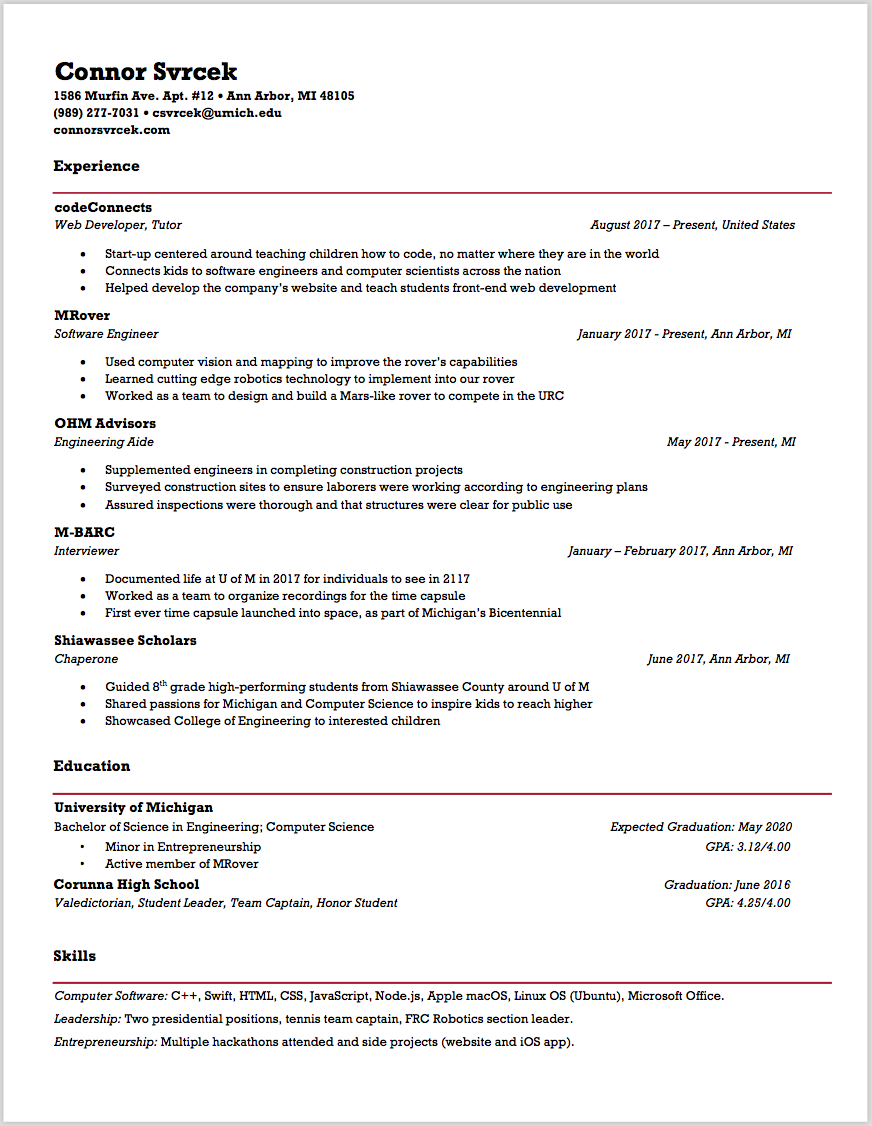 Connor Svrcek
1586 Murfin Ave. Apt. #12 • Ann Arbor, MI 48105
(989) 277-7031 • csvrcek@umich.edu
connorsvrcek.com
Experience
codeConnects
Web Developer, Tutor August 2017 – Present, United States
• Start-up centered around teaching children how to code, no matter where they are in the world
• Connects kids to software engineers and computer scientists across the nation
• Helped develop the company's website and teach students front-end web development
MRover
Software Engineer January 2017 - Present, Ann Arbor, MI
• Used computer vision and mapping to improve the rover's capabilities
• Learned cutting edge robotics technology to implement into our rover
• Worked as a team to design and build a Mars-like rover to compete in the URC
OHM Advisors
Engineering Aide May 2017 - Present, MI
• Supplemented engineers in completing construction projects
• Surveyed construction sites to ensure laborers were working according to engineering plans
• Assured inspections were thorough and that structures were clear for public use
M-BARC
Interviewer January – February 2017, Ann Arbor, MI
• Documented life at U of M in 2017 for individuals to see in 2117
• Worked as a team to organize recordings for the time capsule
• First ever time capsule launched into space, as part of Michigan's Bicentennial
Shiawassee Scholars
Chaperone June 2017, Ann Arbor, MI
• Guided 8th grade high-performing students from Shiawassee County around U of M
• Shared passions for Michigan and Computer Science to inspire kids to reach higher
• Showcased College of Engineering to interested children
Education
University of Michigan
Bachelor of Science in Engineering; Computer Science Expected Graduation: May 2020
• Minor in Entrepreneurship GPA: 3.12/4.00
• Active member of MRover
Corunna High School Graduation: June 2016
Valedictorian, Student Leader, Team Captain, Honor Student GPA: 4.25/4.00
Skills
Computer Software: C++, Swift, HTML, CSS, JavaScript, Node.js, Apple macOS, Linux OS (Ubuntu), Microsoft Office.
Leadership: Two presidential positions, tennis team captain, FRC Robotics section leader.
Entrepreneurship: Multiple hackathons attended and side projects (website and iOS app).